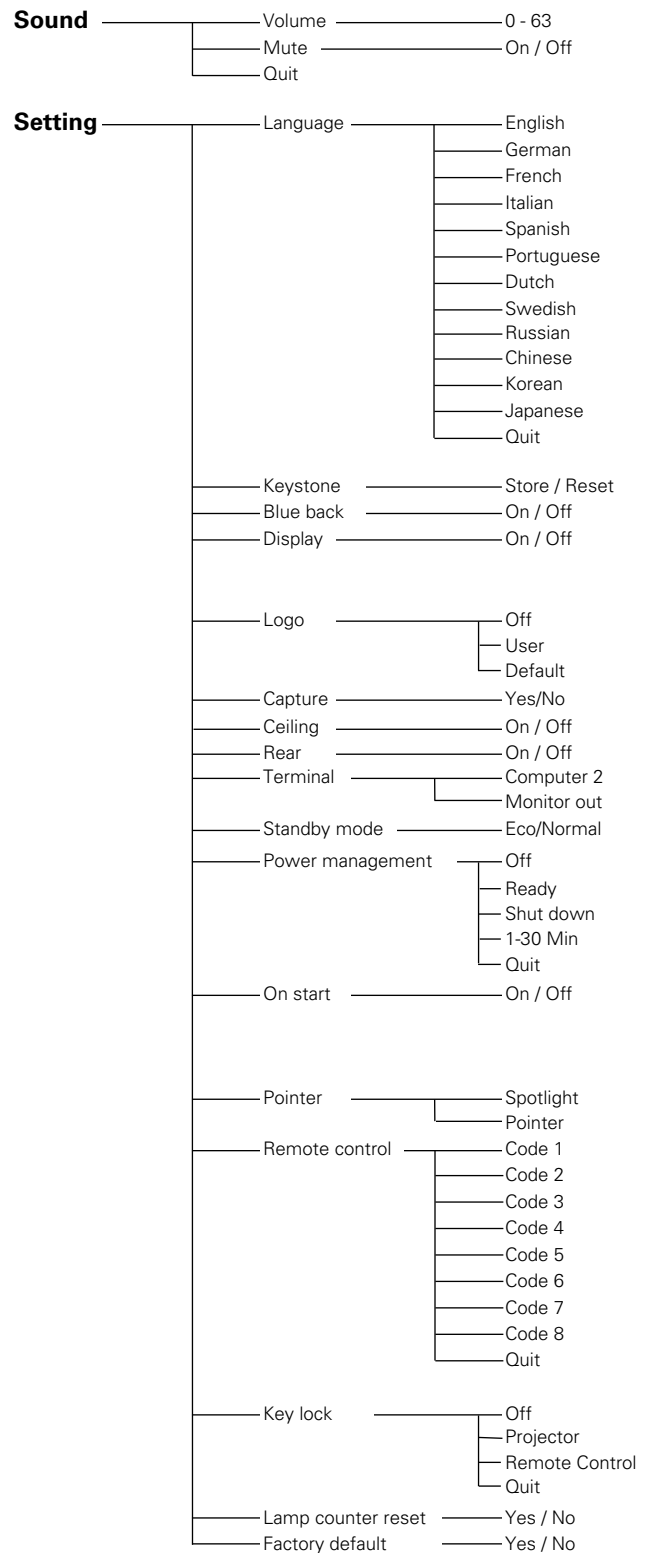 Sound Volume 0 - 63
Mute On / Off
Quit
Setting Language English
German
French
Italian
Spanish
Portuguese
Dutch
Swedish
Russian
Chinese
Korean
Japanese
Quit
Keystone Store / Reset
Blue back On / Off
Display On / Off
Logo Off
User
Default
Capture Yes/No
Ceiling On / Off
Rear On / Off
Terminal Computer 2
Monitor out
Standby mode Eco/Normal
Power management Off
Ready
Shut down
1-30 Min
Quit
On start On / Off
Pointer Spotlight
Pointer
Remote control Code 1
Code 2
Code 3
Code 4
Code 5
Code 6
Code 7
Code 8
Quit
Key lock Off
Projector
Remote Control
Quit
Lamp counter reset Yes / No
Factory default Yes / No